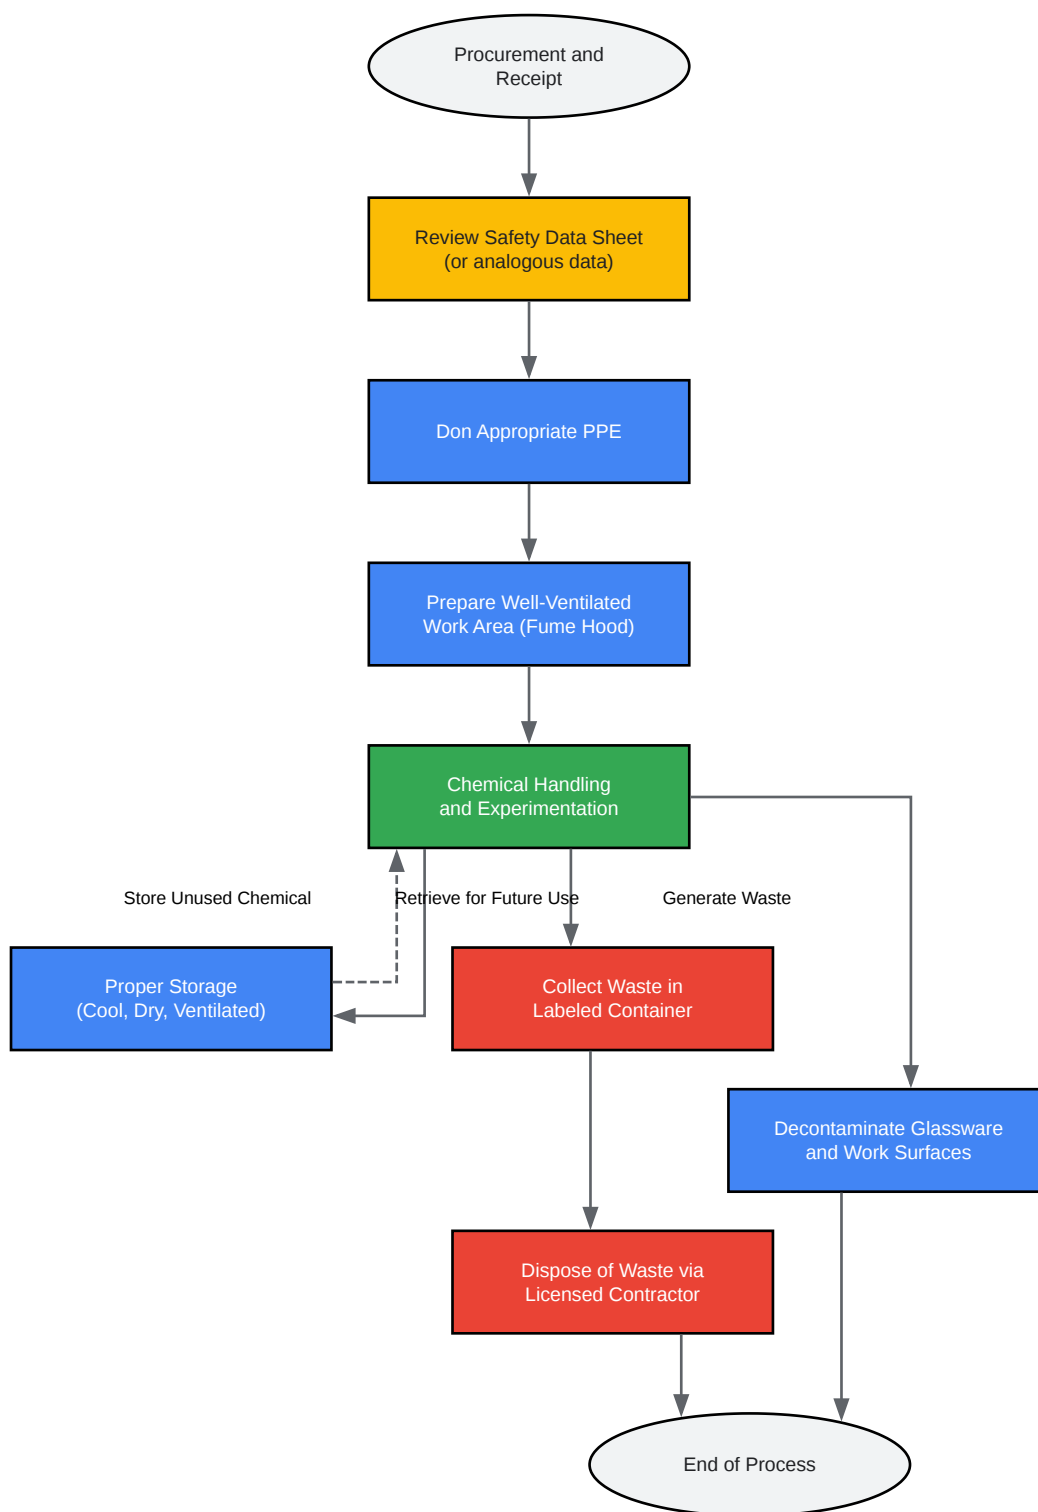 Procurement and
Receipt
Review Safety Data Sheet
(or analogous data)
Don Appropriate PPE
Prepare Well-Ventilated
Work Area (Fume Hood)
Chemical Handling
and Experimentation
Store Unused Chemical
Retrieve for Future Use
Generate Waste
Proper Storage
(Cool, Dry, Ventilated)
Collect Waste in
Labeled Container
Decontaminate Glassware
and Work Surfaces
Dispose of Waste via
Licensed Contractor
End of Process